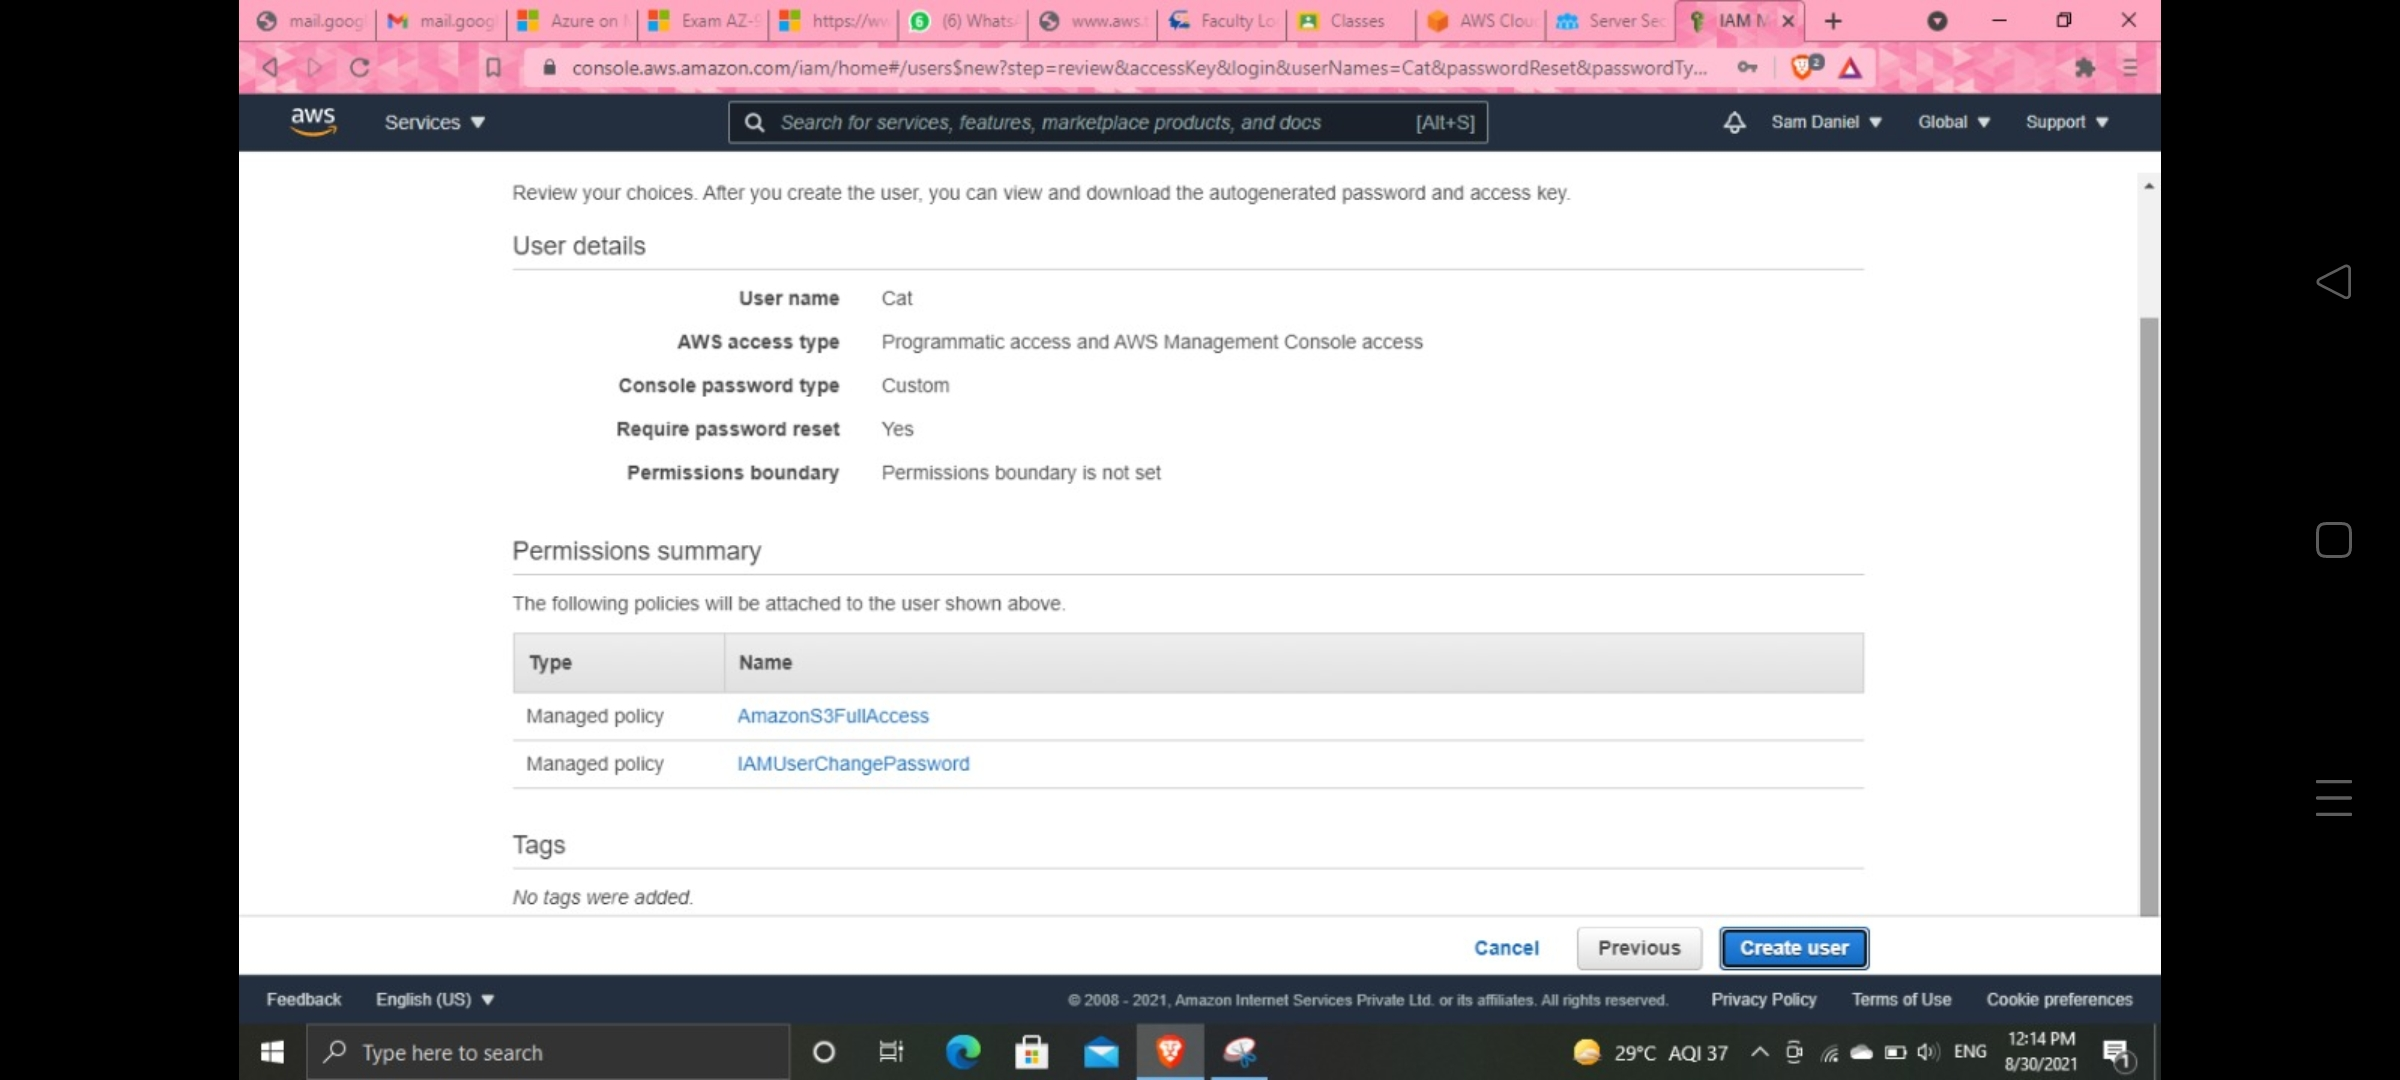 mail.goog
mail.goog
Azure on
Exam AZ-9
https://ww
(6) WhatsA
www.aws.t
Faculty Lo
Classes
AWS Clou
Server Sec
IAM M
console.aws.amazon.com/iam/home#/users$new?step=review&accessKey&login&userNames=Cat&passwordReset&passwordTy...
2
aws
Services
Search for services, features, marketplace products, and docs [Alt+S]
Sam Daniel
Global
Support
Review your choices. After you create the user, you can view and download the autogenerated password and access key.
User details
User name Cat
AWS access type Programmatic access and AWS Management Console access
Console password type Custom
Require password reset Yes
Permissions boundary Permissions boundary is not set
Permissions summary
The following policies will be attached to the user shown above.
Type Name
Managed policy AmazonS3FullAccess
Managed policy IAMUserChangePassword
Tags
No tags were added.
Cancel Previous Create user
Feedback English (US) © 2008 - 2021, Amazon Internet Services Private Ltd. or its affiliates. All rights reserved. Privacy Policy Terms of Use Cookie preferences
Type here to search
29°C AQI 37
ENG
12:14 PM
8/30/2021
1